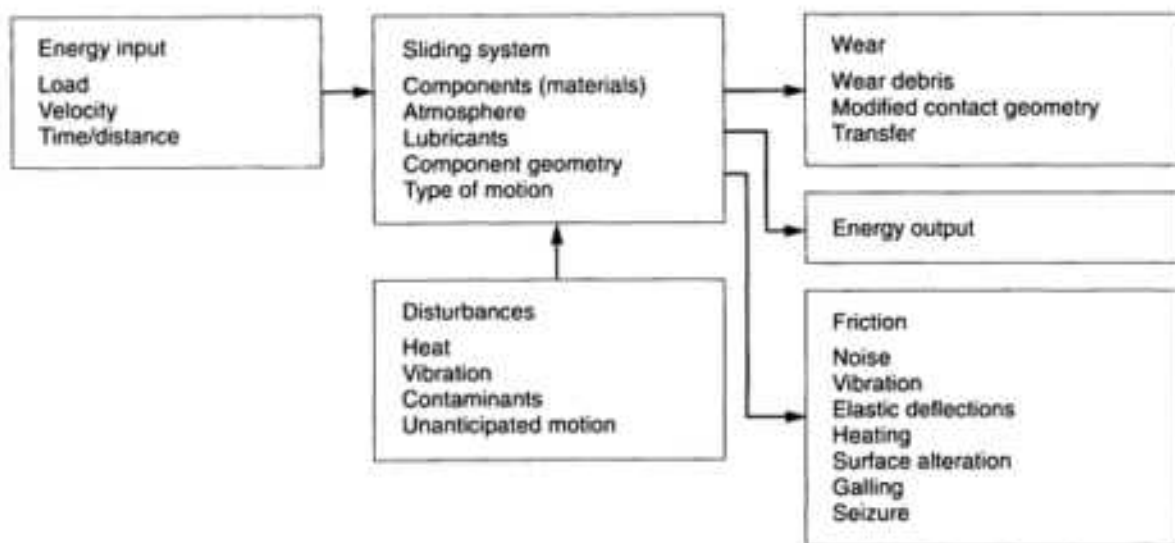 Energy input
Load
Velocity
Time/distance
Sliding system
Components (materials)
Atmosphere
Lubricants
Component geometry
Type of motion
Disturbances
Heat
Vibration
Contaminants
Unanticipated motion
Wear
Wear debris
Modified contact geometry
Transfer
Energy output
Friction
Noise
Vibration
Elastic deflections
Heating
Surface alteration
Galling
Seizure